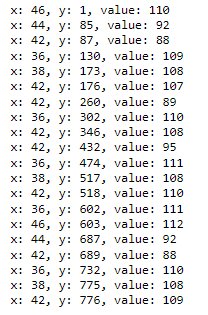 x: 46, y: 1, value: 110
x: 44, y: 85, value: 92
x: 42, y: 87, value: 88
x: 36, y: 130, value: 109
x: 38, y: 173, value: 108
x: 42, y: 176, value: 107
x: 42, y: 260, value: 89
x: 36, y: 302, value: 110
x: 42, y: 346, value: 108
x: 42, y: 432, value: 95
x: 36, y: 474, value: 111
x: 38, y: 517, value: 108
x: 42, y: 518, value: 110
x: 36, y: 602, value: 111
x: 46, y: 603, value: 112
x: 44, y: 687, value: 92
x: 42, y: 689, value: 88
x: 36, y: 732, value: 110
x: 38, y: 775, value: 108
x: 42, y: 776, value: 109